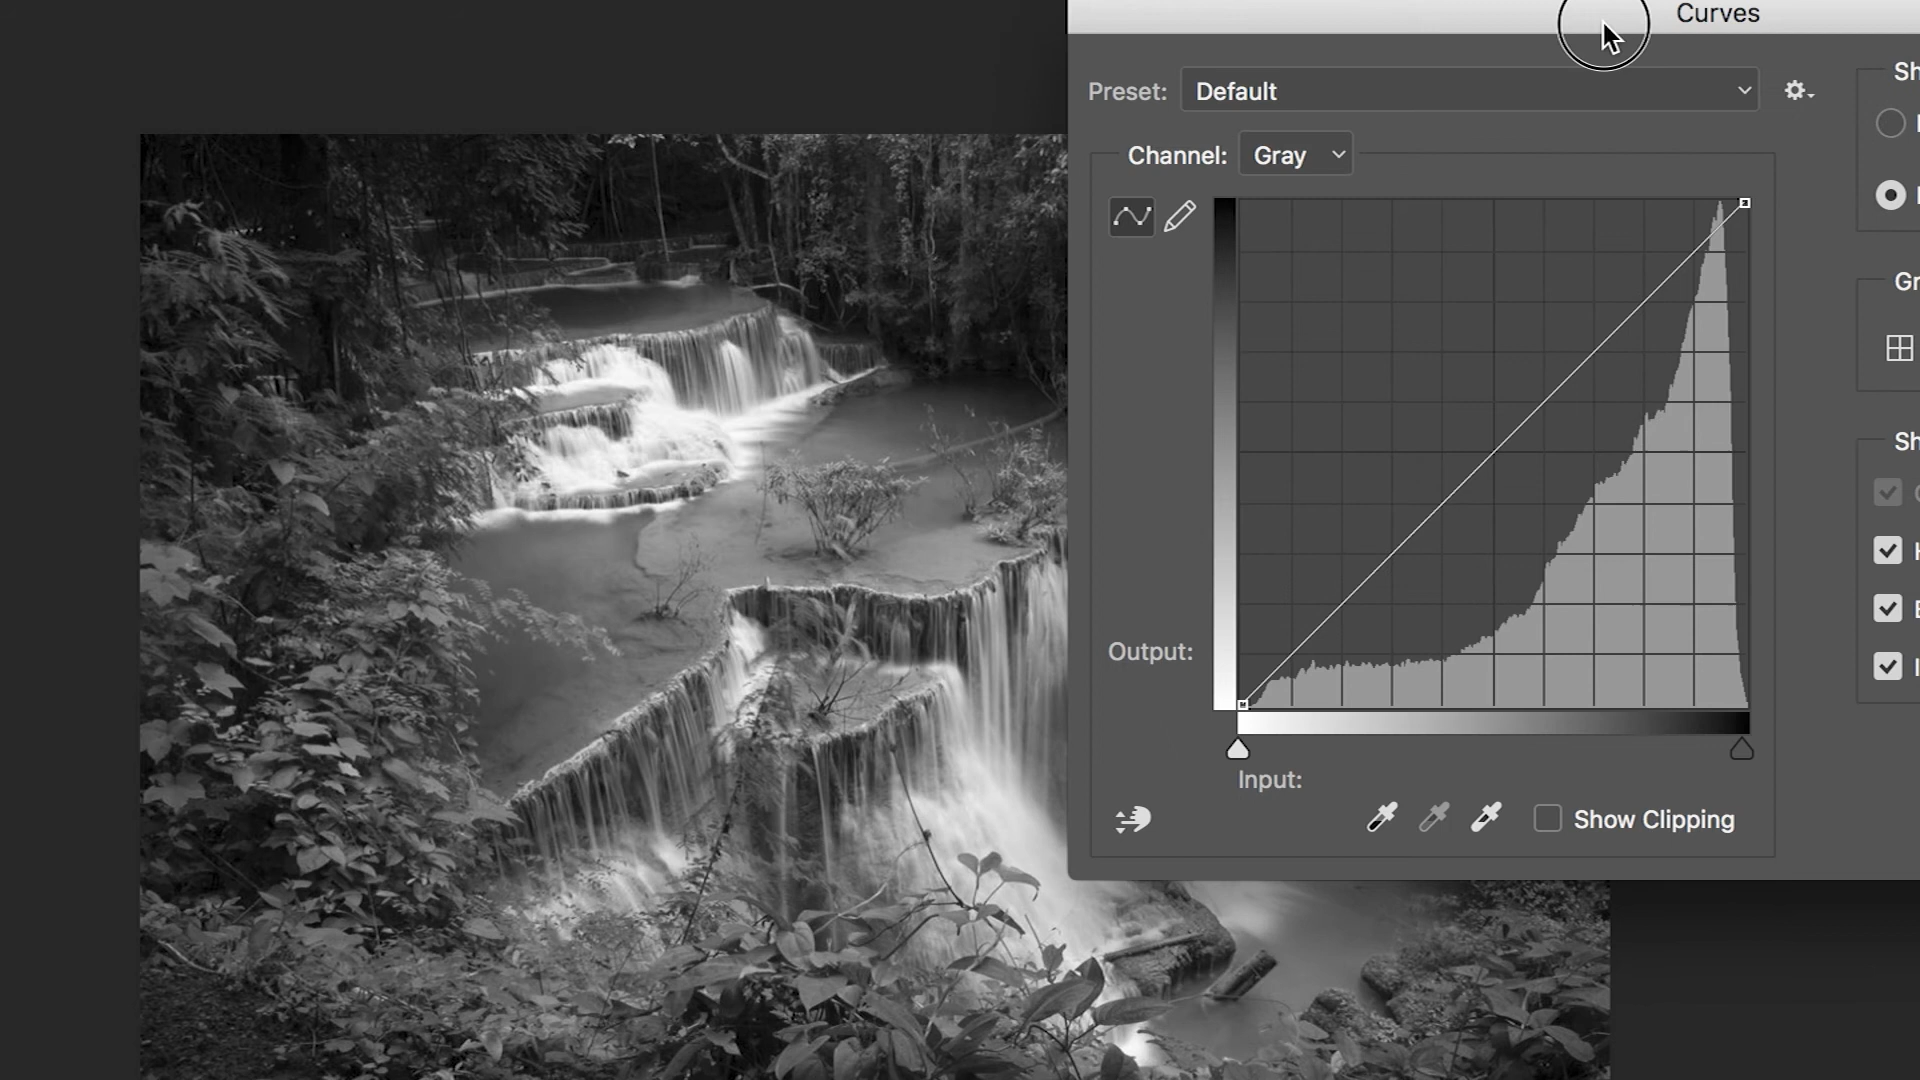 Curves
Preset: Default
Sh
Channel: Gray
Gr
Sh
Output:
Input:
Show Clipping